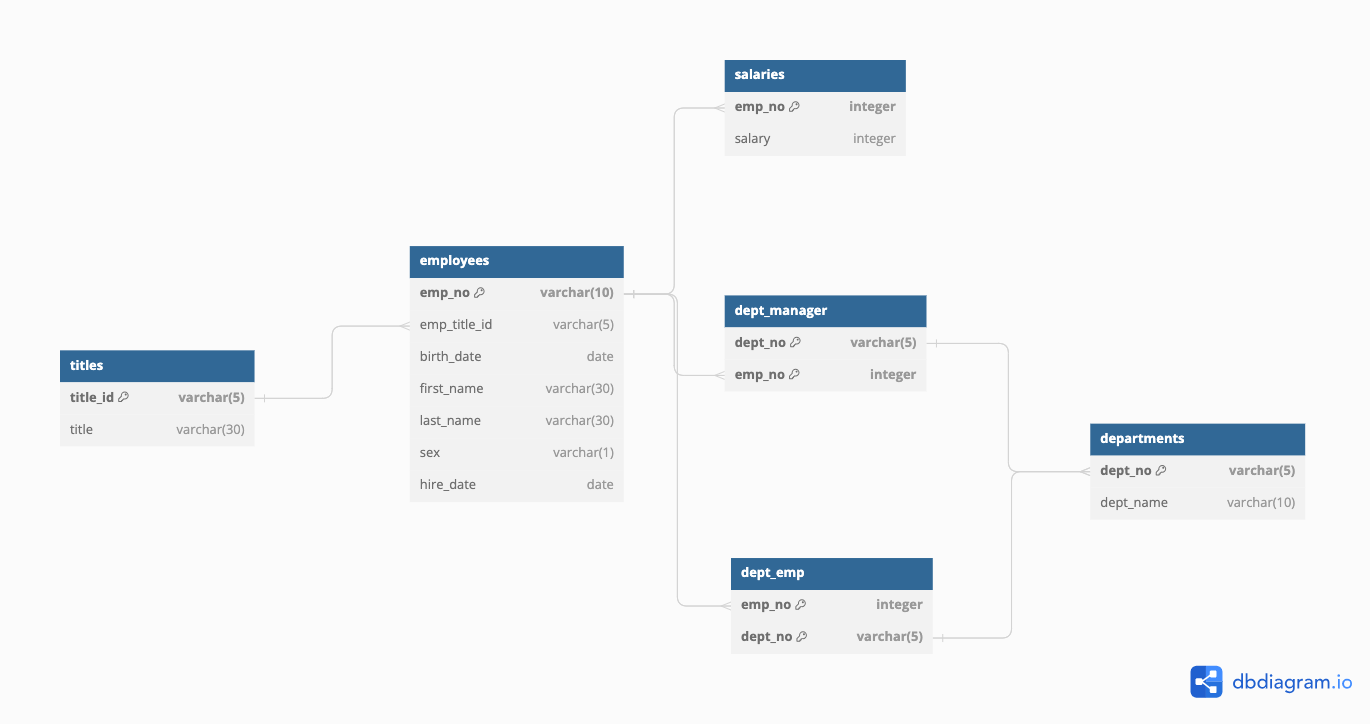 salaries
emp_no integer
salary integer
employees
emp_no varchar(10)
emp_title_id varchar(5)
birth_date date
first_name varchar(30)
last_name varchar(30)
sex varchar(1)
hire_date date
dept_manager
dept_no varchar(5)
emp_no integer
titles
title_id varchar(5)
title varchar(30)
departments
dept_no varchar(5)
dept_name varchar(10)
dept_emp
emp_no integer
dept_no varchar(5)
dbdiagram.io